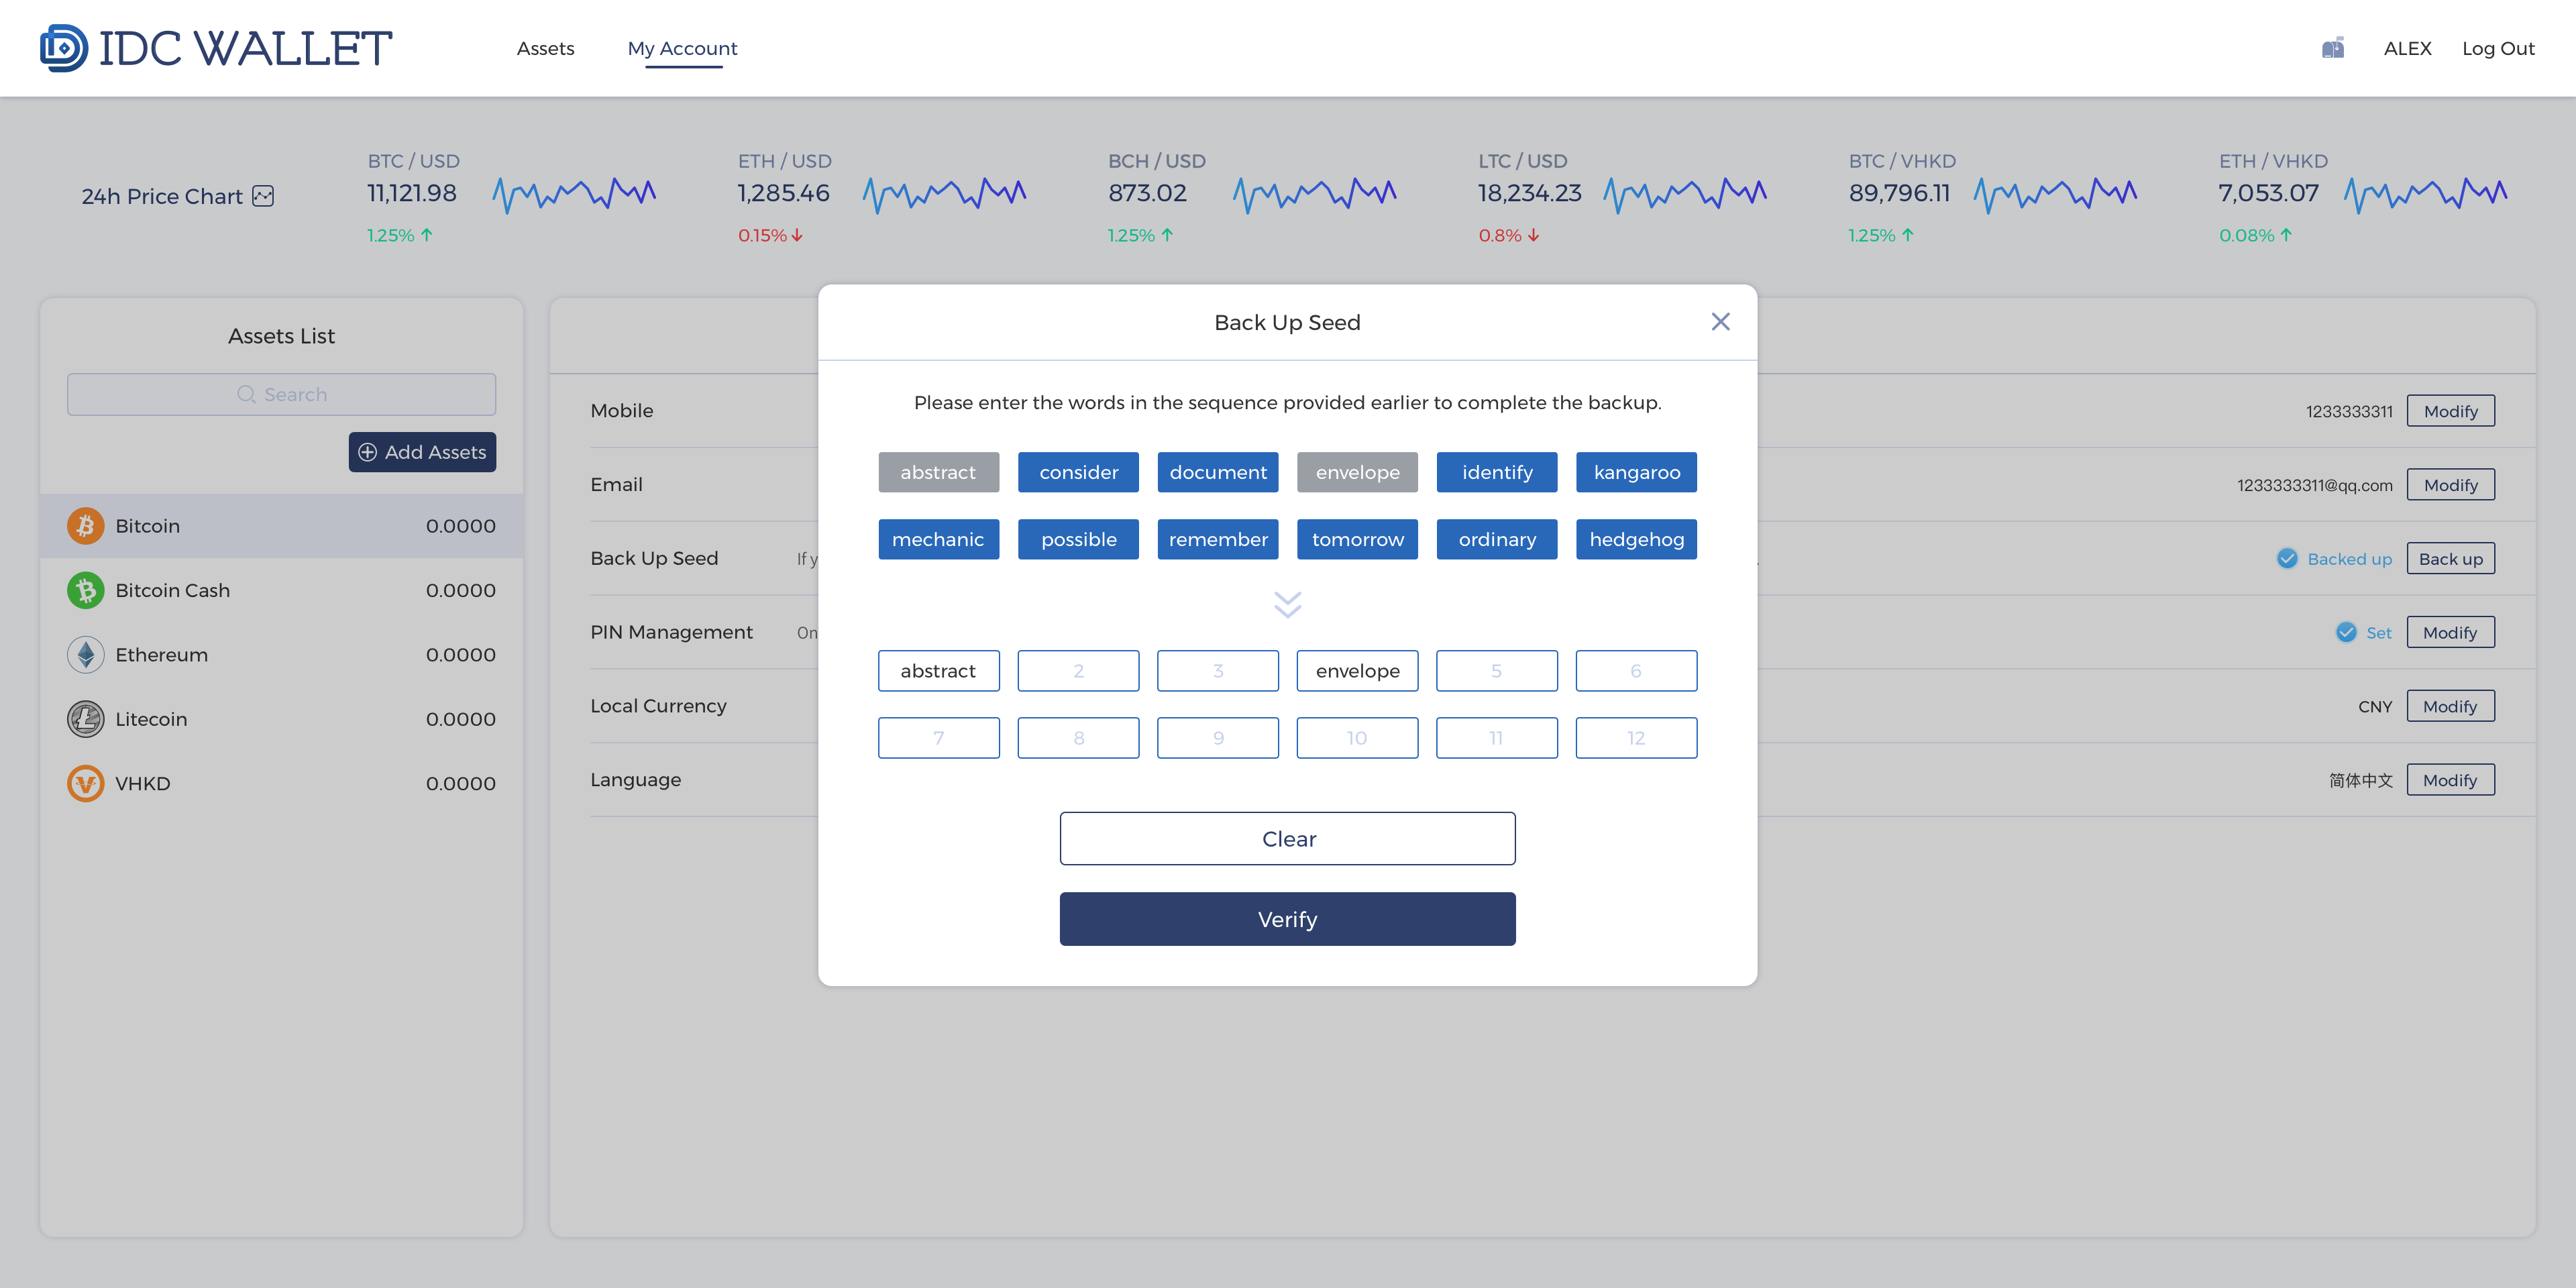 IDC WALLET
Assets
My Account
ALEX
Log Out
24h Price Chart
BTC / USD
11,121.98
1.25%
ETH / USD
1,285.46
0.15%
BCH / USD
873.02
1.25%
LTC / USD
18,234.23
0.8%
BTC / VHKD
89,796.11
1.25%
ETH / VHKD
7,053.07
0.08%
Assets List
Search
Add Assets
Bitcoin 0.0000
Bitcoin Cash 0.0000
Ethereum 0.0000
Litecoin 0.0000
VHKD 0.0000
Mobile
1233333311 Modify
Email
1233333311@qq.com Modify
Back Up Seed If y
Backed up Back up
PIN Management On
Set Modify
Local Currency
CNY Modify
Language
简体中文 Modify
Back Up Seed
Please enter the words in the sequence provided earlier to complete the backup.
abstract consider document envelope identify kangaroo
mechanic possible remember tomorrow ordinary hedgehog
abstract 2 3 envelope 5 6
7 8 9 10 11 12
Clear
Verify